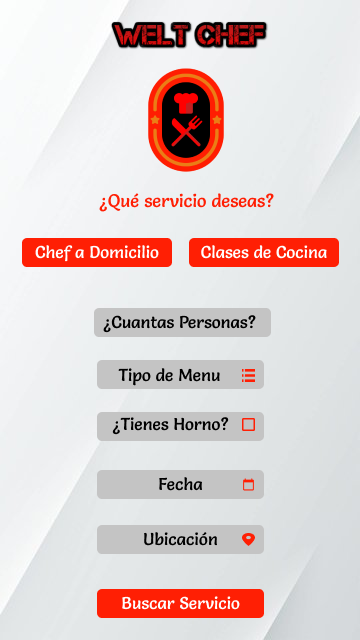 WELT CHEF
¿Qué servicio deseas?
Chef a Domicilio
Clases de Cocina
¿Cuantas Personas?
Tipo de Menu
¿Tienes Horno?
Fecha
Ubicación
Buscar Servicio